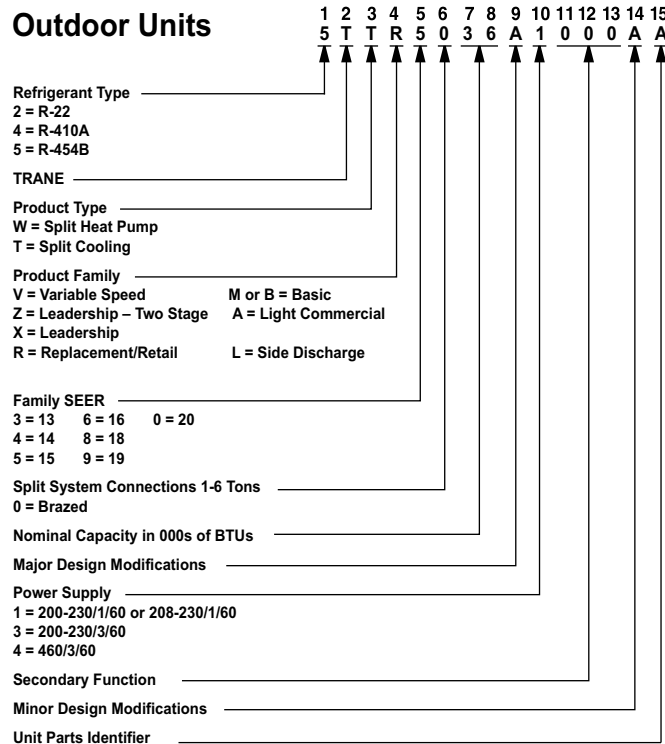 Outdoor Units
1 2 3 4 5 6 7 8 9 10 11 12 13 14 15
5 T T R 5 0 3 6 A 1 0 0 0 A A
Refrigerant Type
2 = R-22
4 = R-410A
5 = R-454B
TRANE
Product Type
W = Split Heat Pump
T = Split Cooling
Product Family
V = Variable Speed M or B = Basic
Z = Leadership – Two Stage A = Light Commercial
X = Leadership
R = Replacement/Retail L = Side Discharge
Family SEER
3 = 13 6 = 16 0 = 20
4 = 14 8 = 18
5 = 15 9 = 19
Split System Connections 1-6 Tons
0 = Brazed
Nominal Capacity in 000s of BTUs
Major Design Modifications
Power Supply
1 = 200-230/1/60 or 208-230/1/60
3 = 200-230/3/60
4 = 460/3/60
Secondary Function
Minor Design Modifications
Unit Parts Identifier